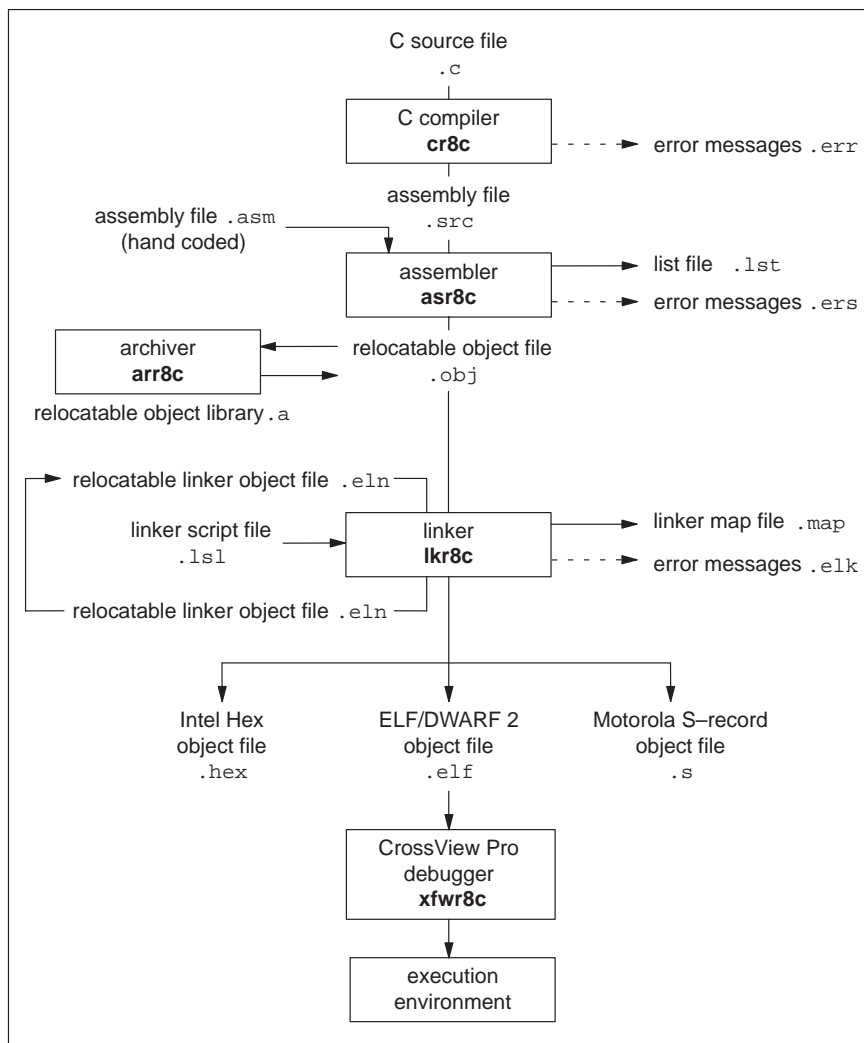 C source file
.c
C compiler
cr8c
error messages .err
assembly file
.src
assembly file .asm
(hand coded)
assembler
asr8c
list file .lst
error messages .ers
archiver
arr8c
relocatable object file
.obj
relocatable object library .a
relocatable linker object file .eln
linker script file
.lsl
linker
lkr8c
linker map file .map
error messages .elk
relocatable linker object file .eln
Intel Hex
object file
.hex
ELF/DWARF 2
object file
.elf
Motorola S–record
object file
.s
CrossView Pro
debugger
xfwr8c
execution
environment